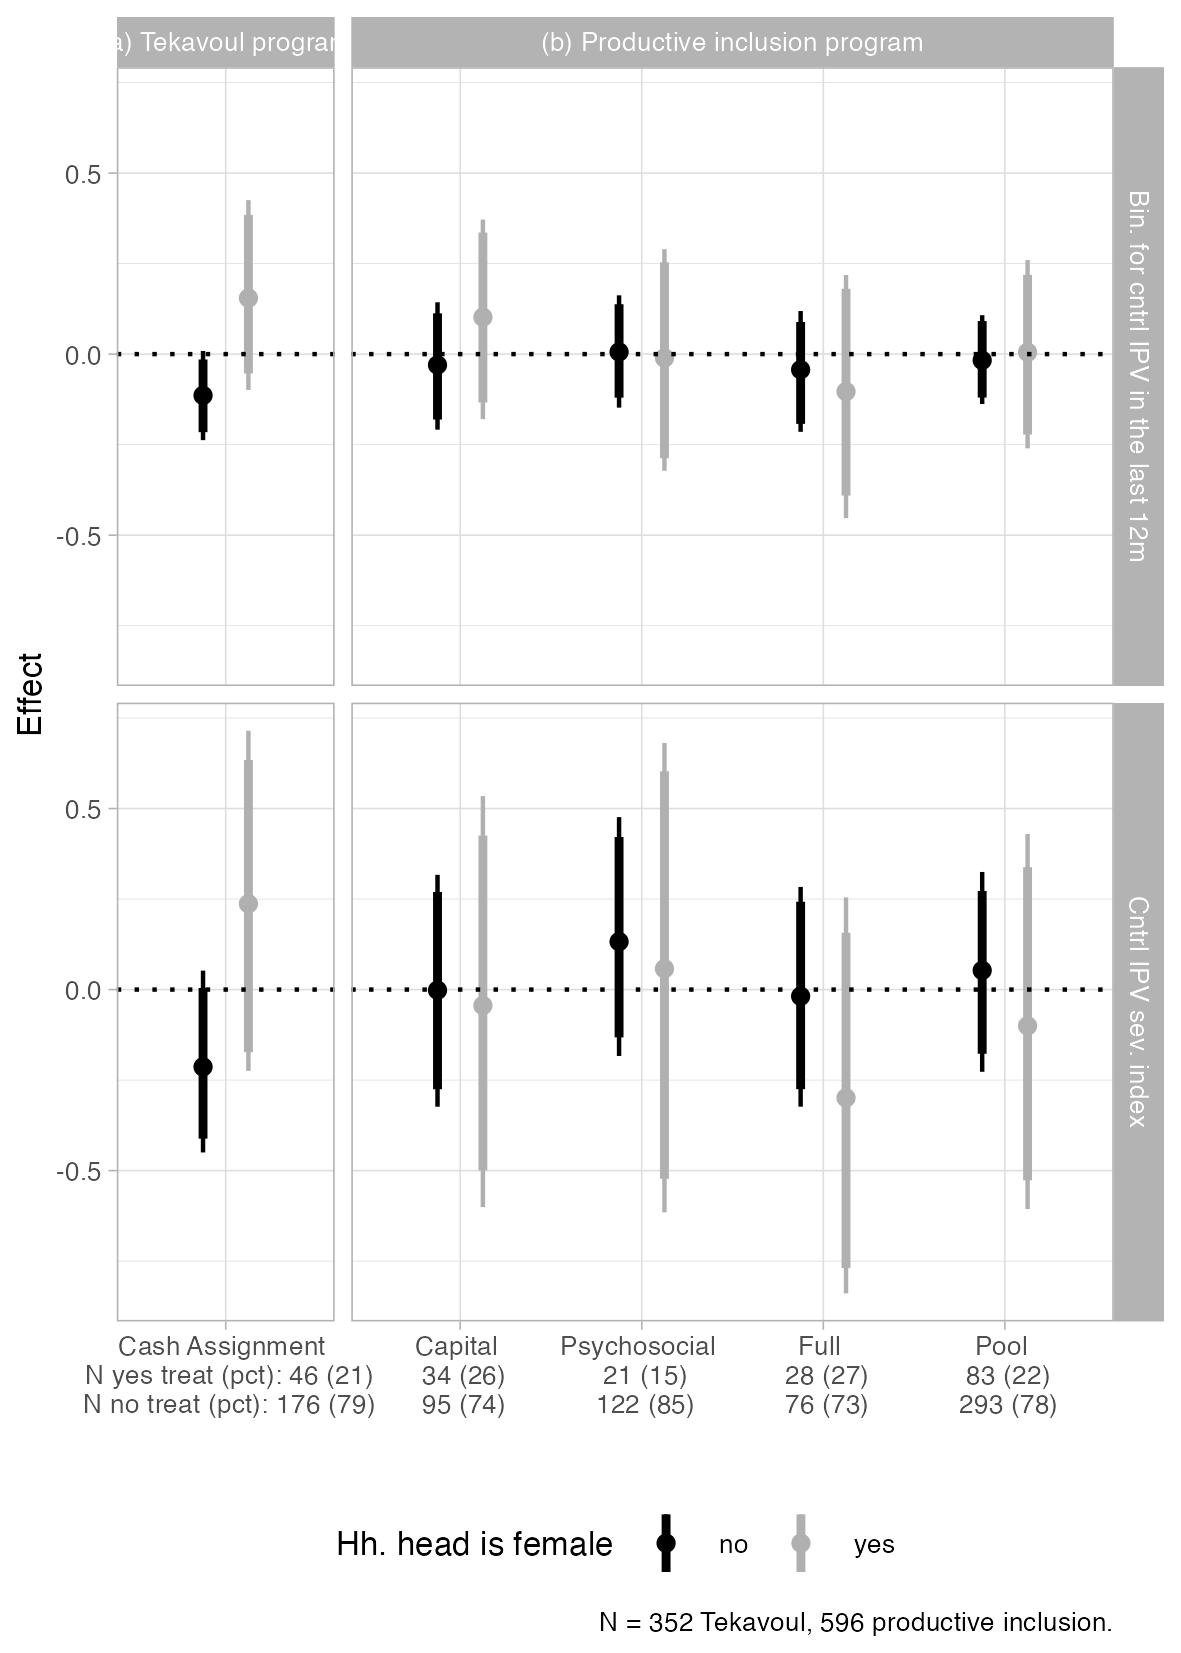 a) Tekavoul program
(b) Productive inclusion program
0.5
0.0
-0.5
Bin. for cntrl IPV in the last 12m
Effect
0.5
0.0
-0.5
Cntrl IPV sev. index
Cash Assignment Capital Psychosocial Full Pool
N yes treat (pct): 46 (21) 34 (26) 21 (15) 28 (27) 83 (22)
N no treat (pct): 176 (79) 95 (74) 122 (85) 76 (73) 293 (78)
Hh. head is female no yes
N = 352 Tekavoul, 596 productive inclusion.